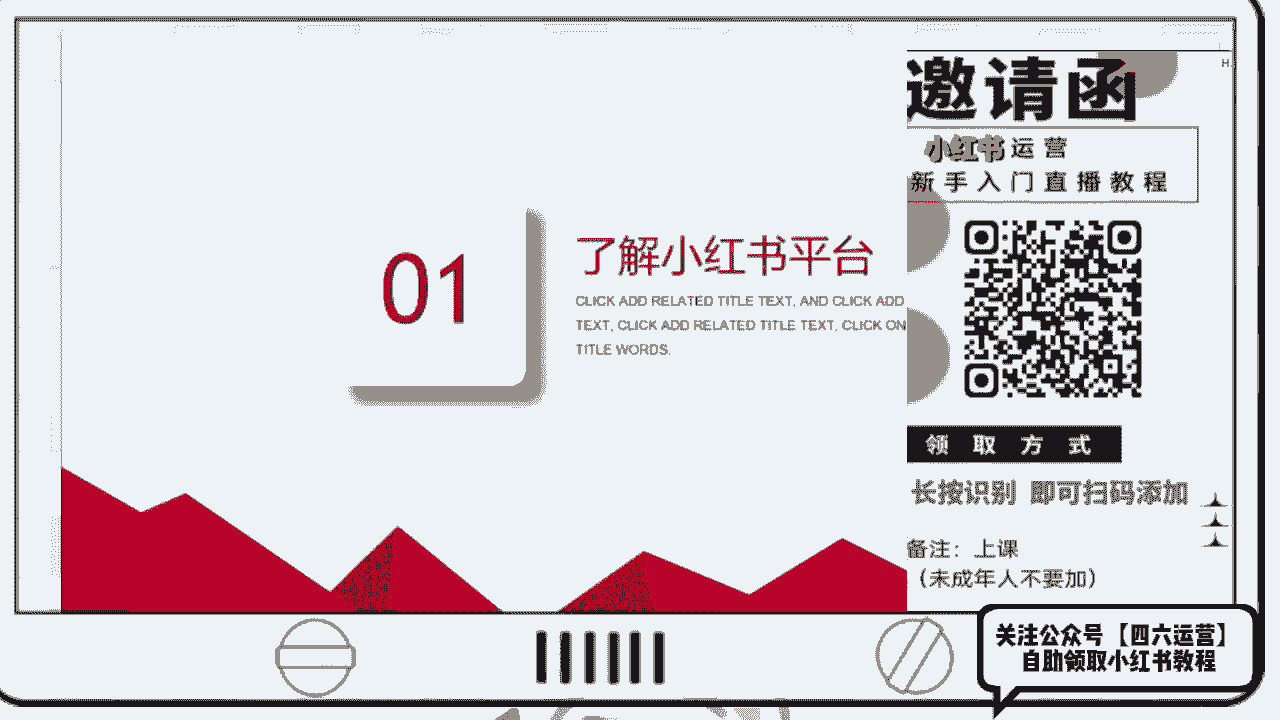 01
了解小红书平台
CLICK ADD RELATED TITLE TEXT, AND CLICK ADD
TEXT, CLICK ADD RELATED TITLE TEXT, CLICK ON
TITLE WORDS.
H
邀请函
小红书运营
新手入门直播教程
领取方式
长按识别 即可扫码添加
备注：上课
（未成年人不要加）
关注公众号【四六运营】
自助领取小红书教程